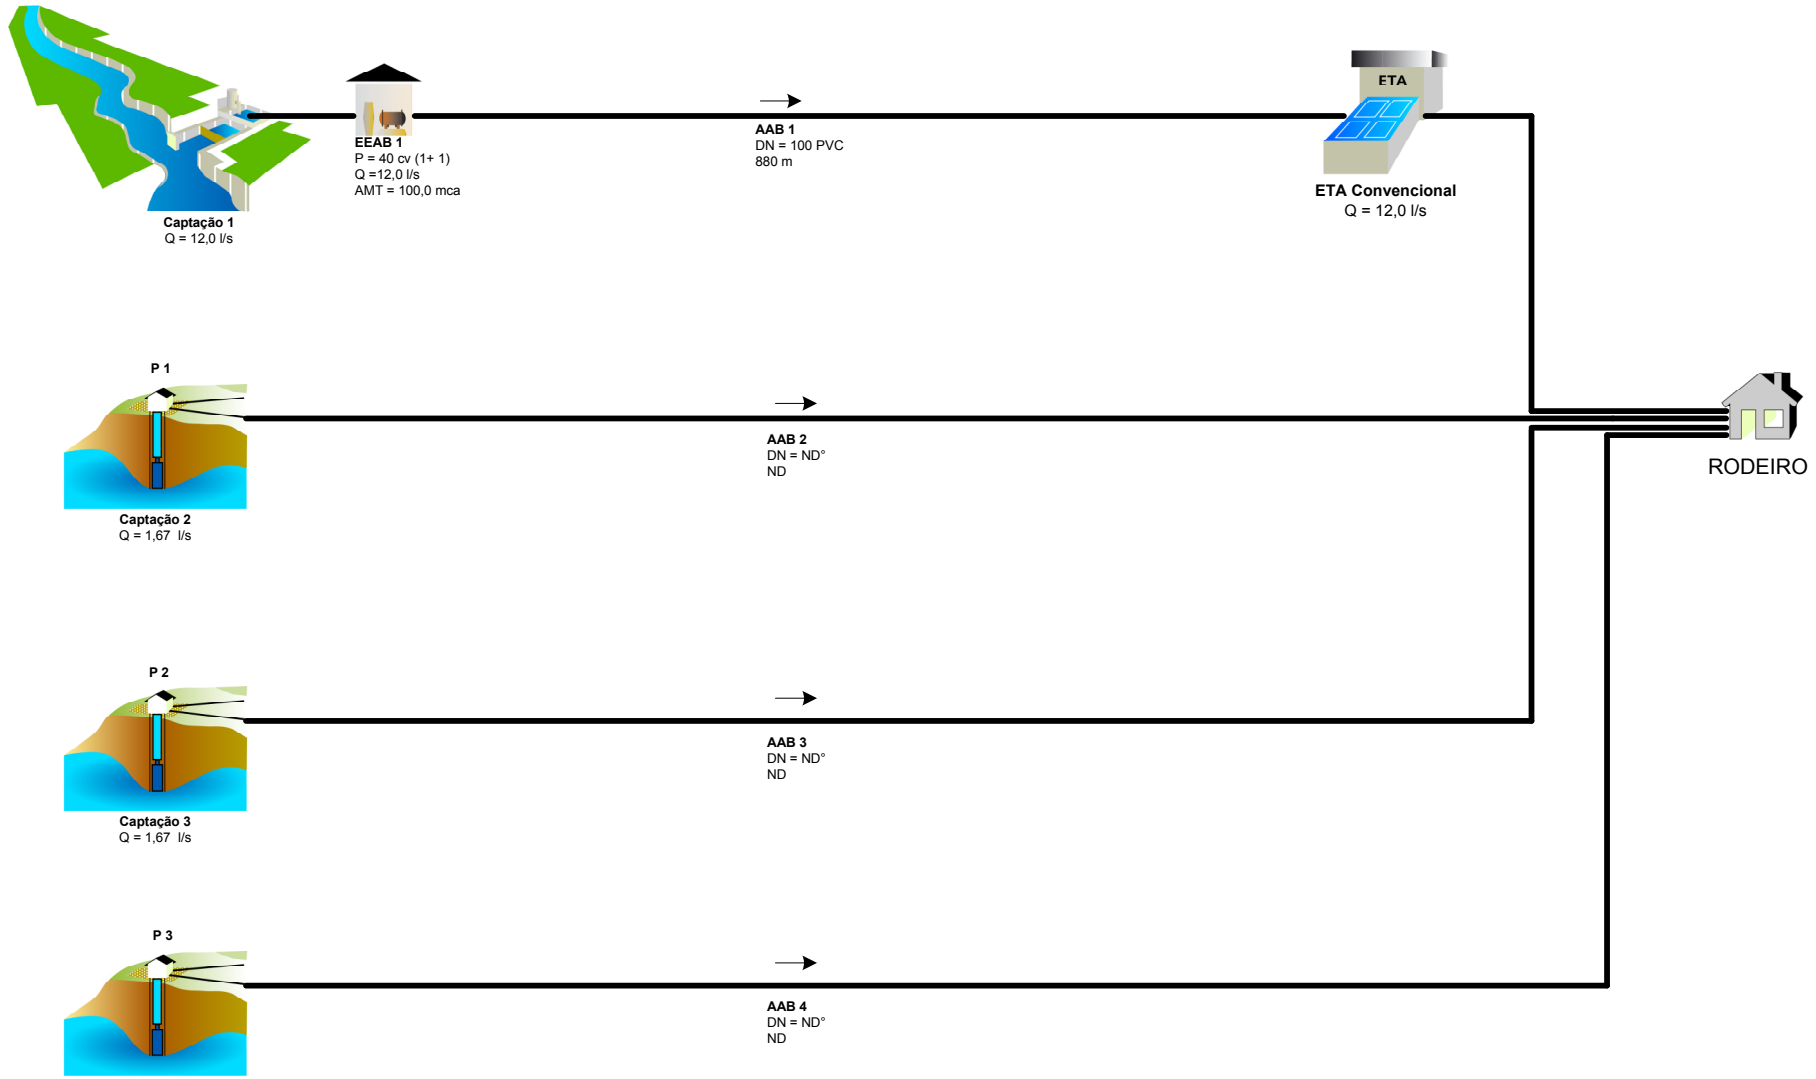 ETA
EEAB 1
P = 40 cv (1+ 1)
Q =12,0 l/s
AMT = 100,0 mca
AAB 1
DN = 100 PVC
880 m
ETA Convencional
Q = 12,0 l/s
Captação 1
Q = 12,0 l/s
P 1
AAB 2
DN = ND°
ND
RODEIRO
Captação 2
Q = 1,67 l/s
P 2
AAB 3
DN = ND°
ND
Captação 3
Q = 1,67 l/s
P 3
AAB 4
DN = ND°
ND